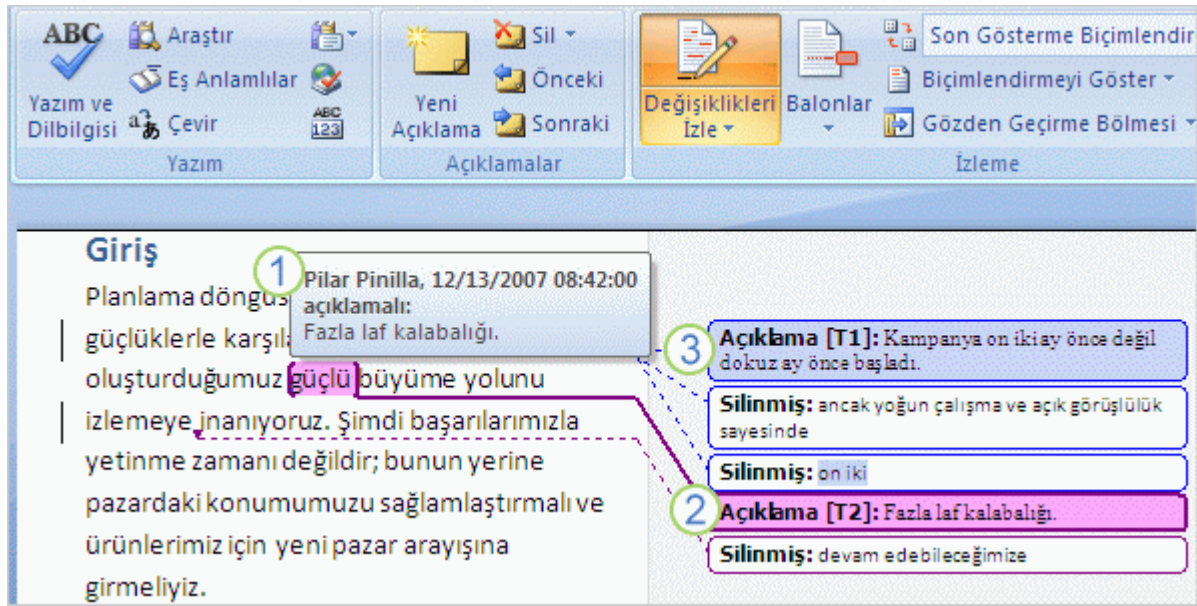 ABC
Yazım ve
Dilbilgisi
Araştır
Eş Anlamlılar
Çevir
ABC
123
Yazım
Yeni
Açıklama
Sil
Önceki
Sonraki
Açıklamalar
Değişiklikleri
İzle
Balonlar
Son Gösterme Biçimlendir
Biçimlendirmeyi Göster
Gözden Geçirme Bölmesi
İzleme
Giriş
1
Pilar Pinilla, 12/13/2007 08:42:00
açıklamalı:
Fazla laf kalabalığı.
Planlama döngüs
güçlüklerle karşıl
oluşturduğumuz güçlü büyüme yolunu
izlemeye inanıyoruz. Şimdi başarılarımızla
yetinme zamanı değildir; bunun yerine
pazardaki konumumuzu sağlamlaştırmalı ve
ürünlerimiz için yeni pazar arayışına
girmeliyiz.
3
Açıklama [T1]: Kampanya on iki ay önce değil
dokuz ay önce başladı.
Silinmiş: ancak yoğun çalışma ve açık görüşlülük
sayesinde
Silinmiş: on iki
2
Açıklama [T2]: Fazla laf kalabalığı.
Silinmiş: devam edebileceğimize